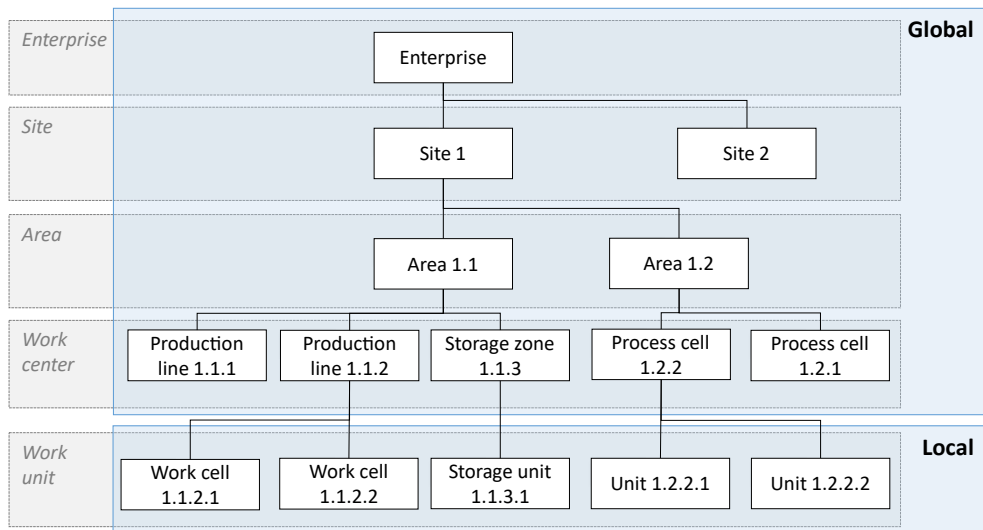 Global
Enterprise
Enterprise
Site
Site 1
Site 2
Area
Area 1.1
Area 1.2
Work
center
Production
line 1.1.1
Production
line 1.1.2
Storage zone
1.1.3
Process cell
1.2.2
Process cell
1.2.1
Local
Work
unit
Work cell
1.1.2.1
Work cell
1.1.2.2
Storage unit
1.1.3.1
Unit 1.2.2.1
Unit 1.2.2.2